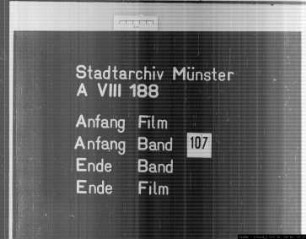 Stadtarchiv Münster
A VIII 188
Anfang Film
Anfang Band 107
Ende Band
Ende Film